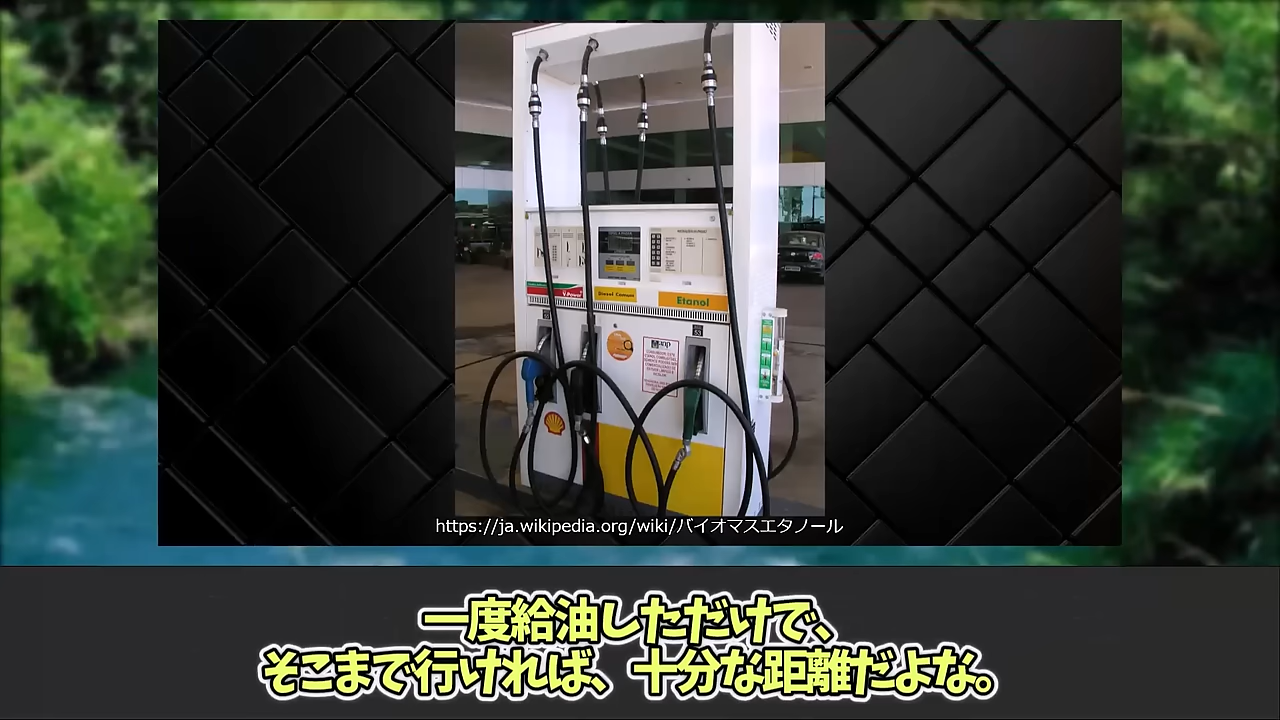 V-Power
Diesel Comum
Etanol
https://ja.wikipedia.org/wiki/バイオマスエタノール
一度給油しただけで、
そこまで行ければ、十分な距離だよな。